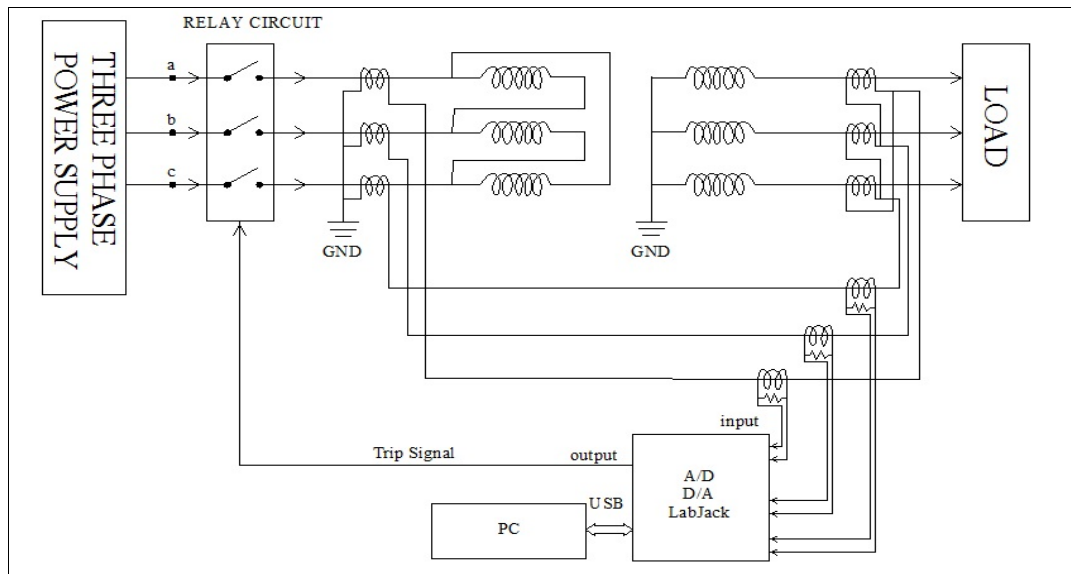 RELAY CIRCUIT
THREE PHASE
POWER SUPPLY
a
b
c
LOAD
GND
GND
input
Trip Signal
output
A/D
D/A
LabJack
USB
PC